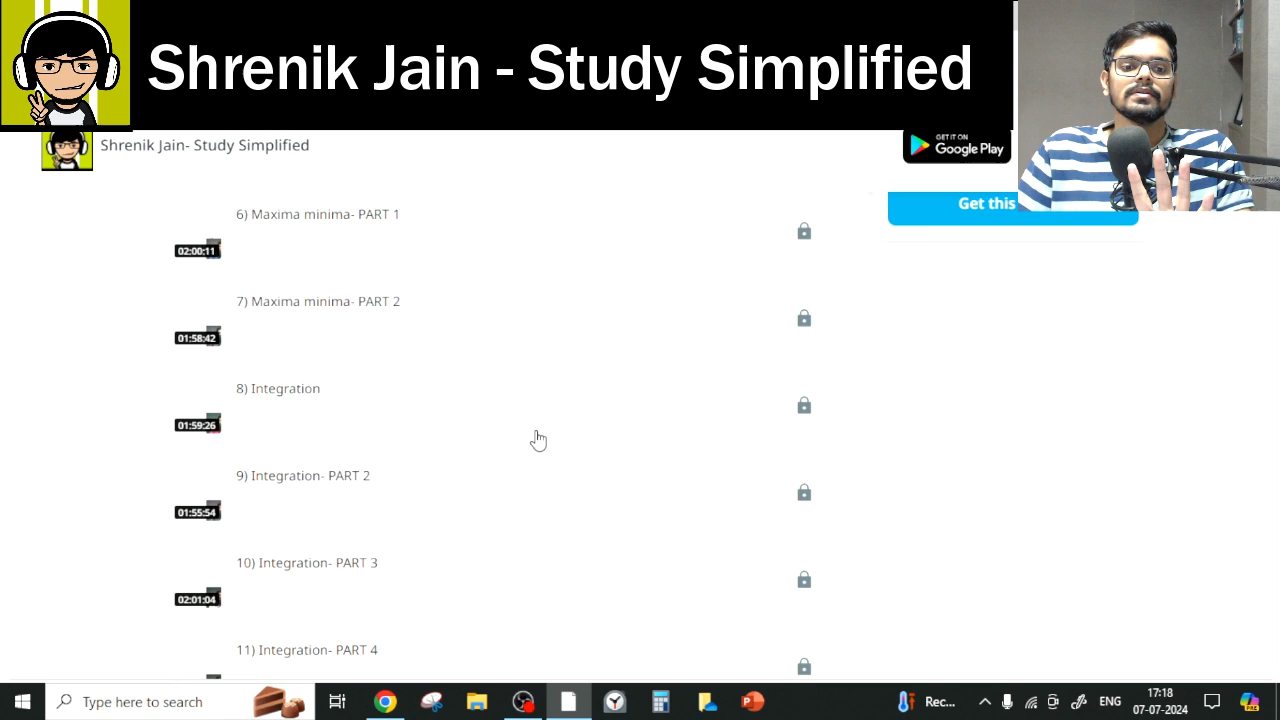 Shrenik Jain - Study Simplified
Shrenik Jain- Study Simplified
GET IT ON
Google Play
Get this
6) Maxima minima- PART 1
02:00:11
7) Maxima minima- PART 2
01:58:42
8) Integration
01:59:26
9) Integration- PART 2
01:55:54
10) Integration- PART 3
02:01:04
11) Integration- PART 4
Type here to search
Rec...
ENG
17:18
07-07-2024